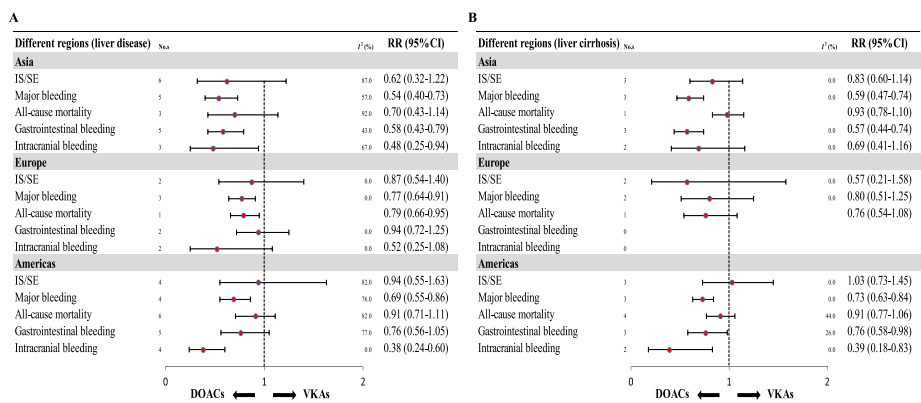 A
Different regions (liver disease) No.s I² (%) RR (95%CI)
Asia
IS/SE 6 87.0 0.62 (0.32-1.22)
Major bleeding 5 57.0 0.54 (0.40-0.73)
All-cause mortality 3 92.0 0.70 (0.43-1.14)
Gastrointestinal bleeding 5 43.0 0.58 (0.43-0.79)
Intracranial bleeding 3 67.0 0.48 (0.25-0.94)
Europe
IS/SE 2 0.0 0.87 (0.54-1.40)
Major bleeding 3 0.0 0.77 (0.64-0.91)
All-cause mortality 1 0.79 (0.66-0.95)
Gastrointestinal bleeding 2 0.0 0.94 (0.72-1.25)
Intracranial bleeding 2 0.0 0.52 (0.25-1.08)
Americas
IS/SE 4 82.0 0.94 (0.55-1.63)
Major bleeding 4 76.0 0.69 (0.55-0.86)
All-cause mortality 6 82.0 0.91 (0.71-1.11)
Gastrointestinal bleeding 5 77.0 0.76 (0.56-1.05)
Intracranial bleeding 4 0.0 0.38 (0.24-0.60)
0 1 2
DOACs VKAs
B
Different regions (liver cirrhosis) No.s I² (%) RR (95%CI)
Asia
IS/SE 3 0.0 0.83 (0.60-1.14)
Major bleeding 3 0.0 0.59 (0.47-0.74)
All-cause mortality 1 0.93 (0.78-1.10)
Gastrointestinal bleeding 3 0.0 0.57 (0.44-0.74)
Intracranial bleeding 2 0.0 0.69 (0.41-1.16)
Europe
IS/SE 2 0.0 0.57 (0.21-1.58)
Major bleeding 2 0.0 0.80 (0.51-1.25)
All-cause mortality 1 0.76 (0.54-1.08)
Gastrointestinal bleeding 0
Intracranial bleeding 0
Americas
IS/SE 3 0.0 1.03 (0.73-1.45)
Major bleeding 3 0.0 0.73 (0.63-0.84)
All-cause mortality 4 44.0 0.91 (0.77-1.06)
Gastrointestinal bleeding 3 26.0 0.76 (0.58-0.98)
Intracranial bleeding 2 0.0 0.39 (0.18-0.83)
0 1 2
DOACs VKAs